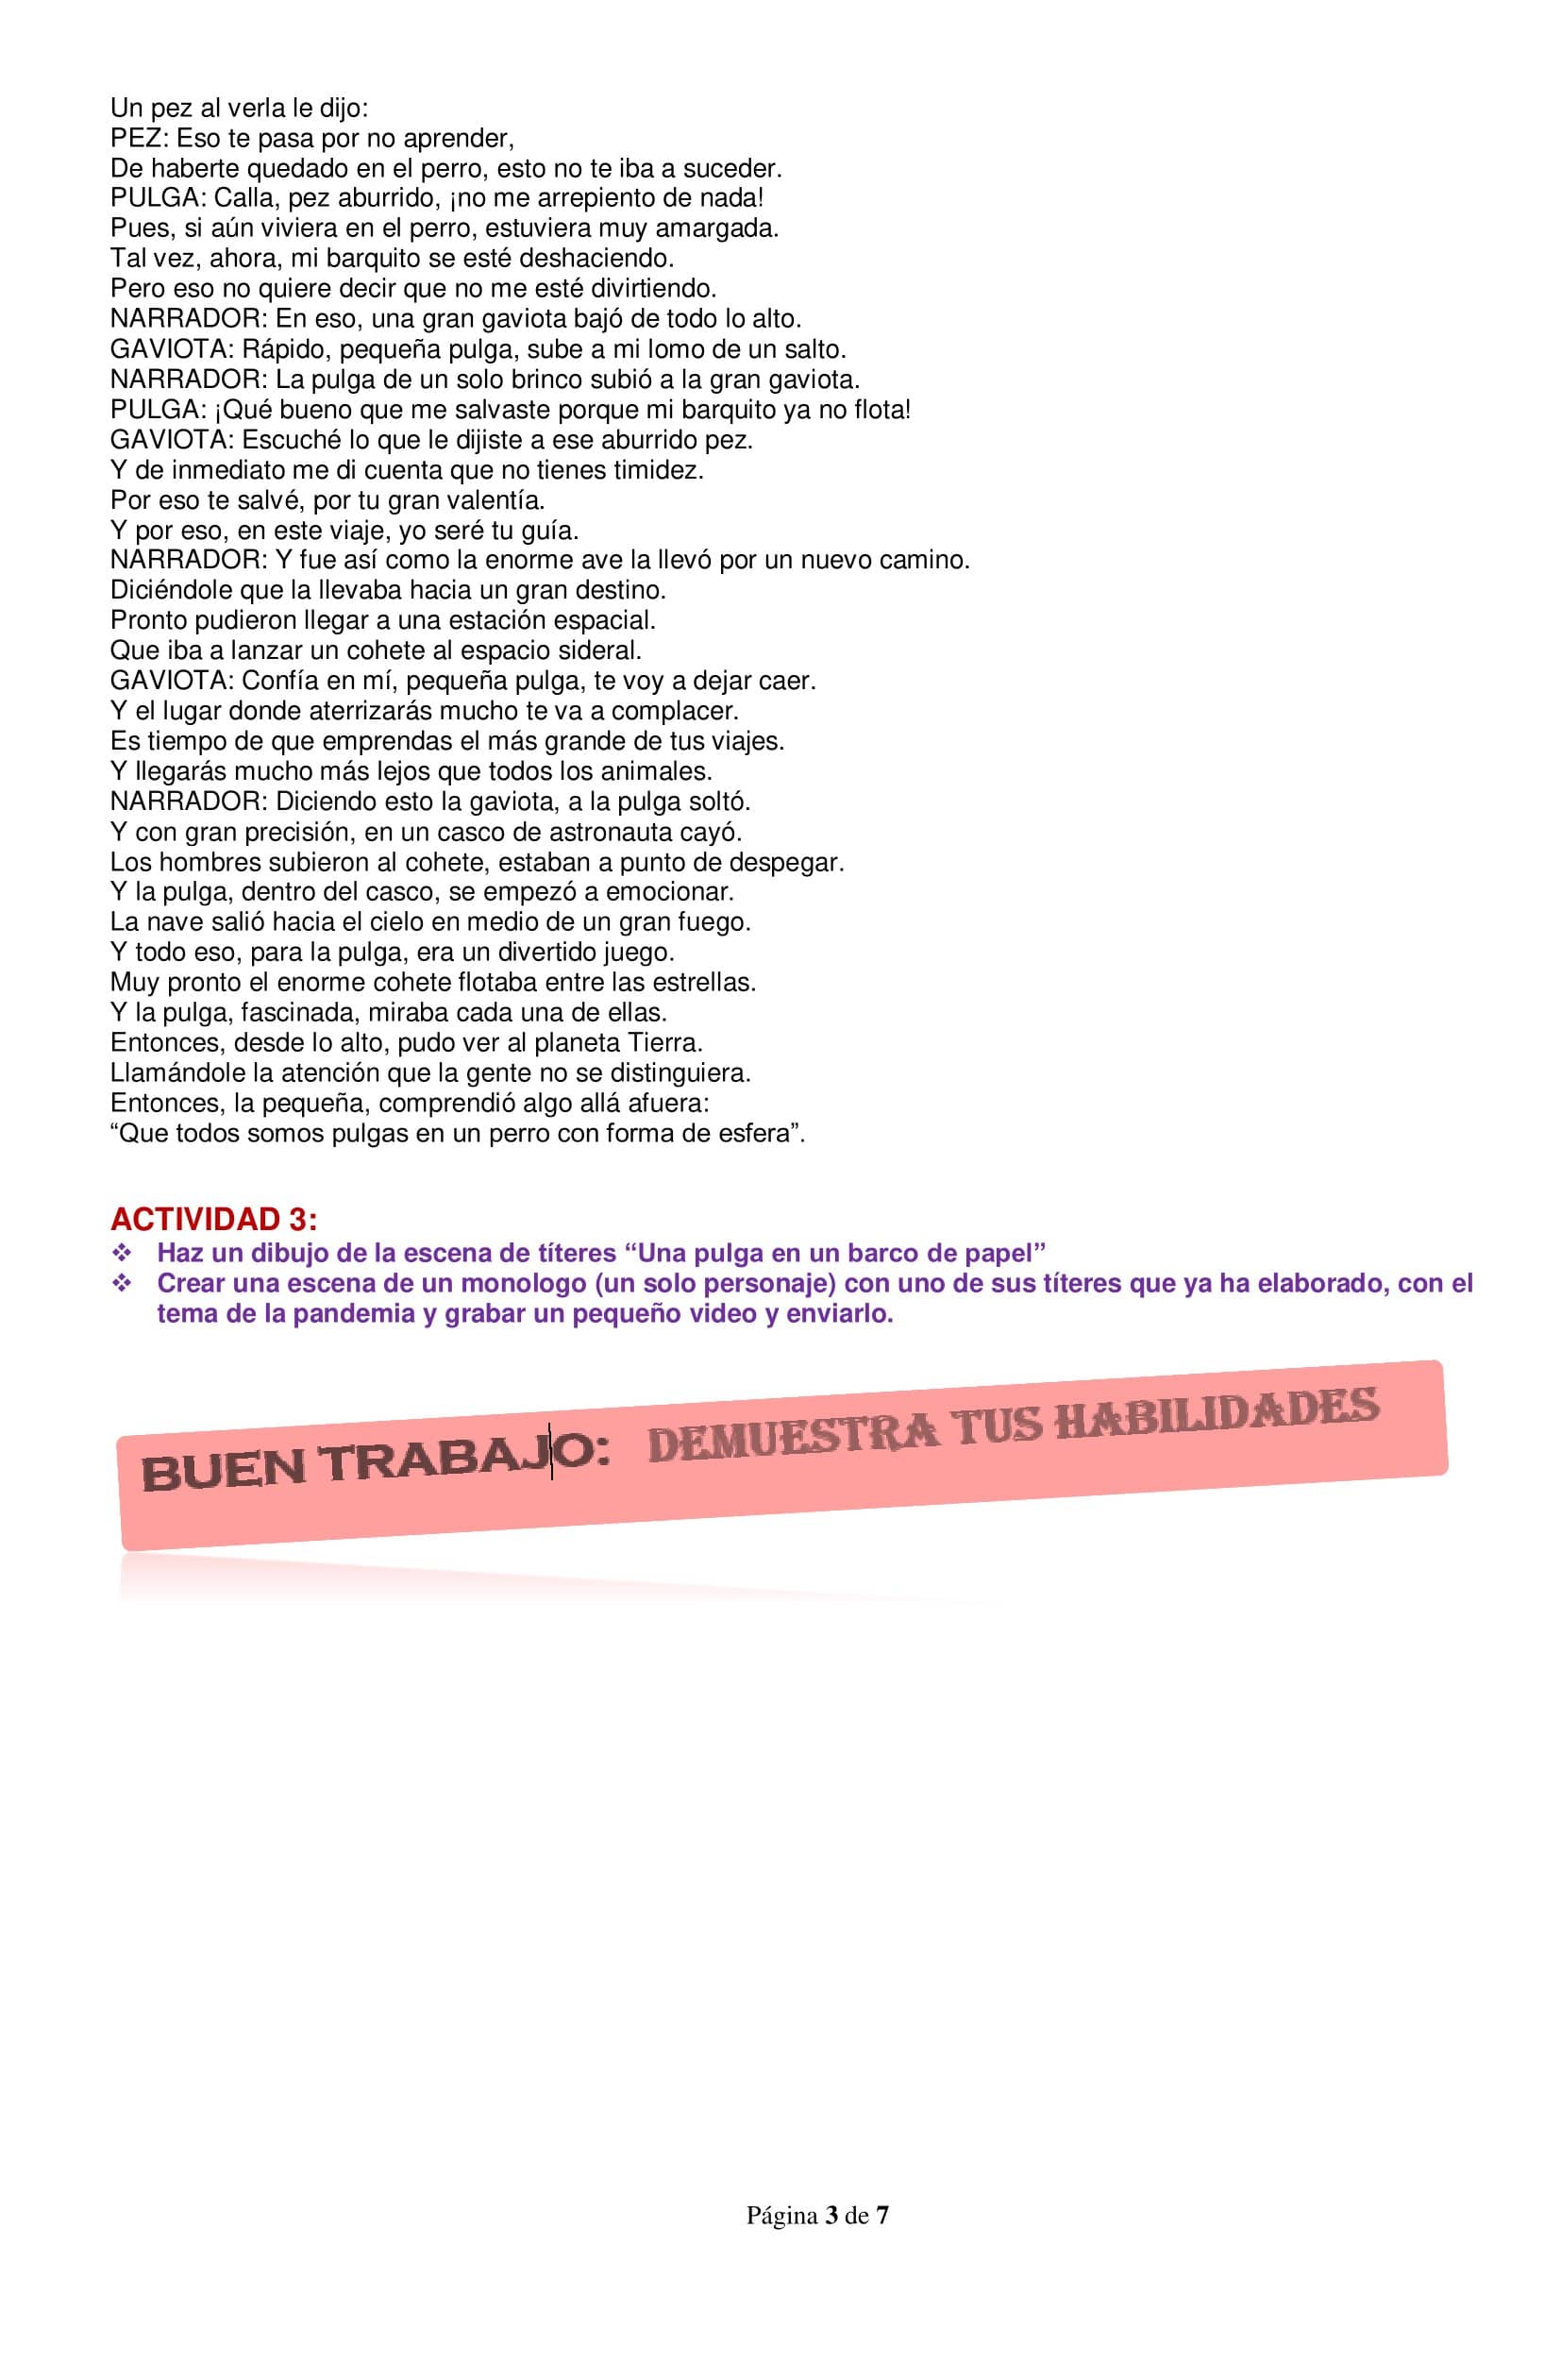 Un pez al verla le dijo:
PEZ: Eso te pasa por no aprender,
De haberte quedado en el perro, esto no te iba a suceder.
PULGA: Calla, pez aburrido, ¡no me arrepiento de nada!
Pues, si aún viviera en el perro, estuviera muy amargada.
Tal vez, ahora, mi barquito se esté deshaciendo.
Pero eso no quiere decir que no me esté divirtiendo.
NARRADOR: En eso, una gran gaviota bajó de todo lo alto.
GAVIOTA: Rápido, pequeña pulga, sube a mi lomo de un salto.
NARRADOR: La pulga de un solo brinco subió a la gran gaviota.
PULGA: ¡Qué bueno que me salvaste porque mi barquito ya no flota!
GAVIOTA: Escuché lo que le dijiste a ese aburrido pez.
Y de inmediato me di cuenta que no tienes timidez.
Por eso te salvé, por tu gran valentía.
Y por eso, en este viaje, yo seré tu guía.
NARRADOR: Y fue así como la enorme ave la llevó por un nuevo camino.
Diciéndole que la llevaba hacia un gran destino.
Pronto pudieron llegar a una estación espacial.
Que iba a lanzar un cohete al espacio sideral.
GAVIOTA: Confía en mí, pequeña pulga, te voy a dejar caer.
Y el lugar donde aterrizarás mucho te va a complacer.
Es tiempo de que emprendas el más grande de tus viajes.
Y llegarás mucho más lejos que todos los animales.
NARRADOR: Diciendo esto la gaviota, a la pulga soltó.
Y con gran precisión, en un casco de astronauta cayó.
Los hombres subieron al cohete, estaban a punto de despegar.
Y la pulga, dentro del casco, se empezó a emocionar.
La nave salió hacia el cielo en medio de un gran fuego.
Y todo eso, para la pulga, era un divertido juego.
Muy pronto el enorme cohete flotaba entre las estrellas.
Y la pulga, fascinada, miraba cada una de ellas.
Entonces, desde lo alto, pudo ver al planeta Tierra.
Llamándole la atención que la gente no se distinguiera.
Entonces, la pequeña, comprendió algo allá afuera:
“Que todos somos pulgas en un perro con forma de esfera”.
ACTIVIDAD 3:
❖ Haz un dibujo de la escena de títeres “Una pulga en un barco de papel”
❖ Crear una escena de un monologo (un solo personaje) con uno de sus títeres que ya ha elaborado, con el
tema de la pandemia y grabar un pequeño video y enviarlo.
BUEN TRABAJO: DEMUESTRA TUS HABILIDADES
Página 3 de 7